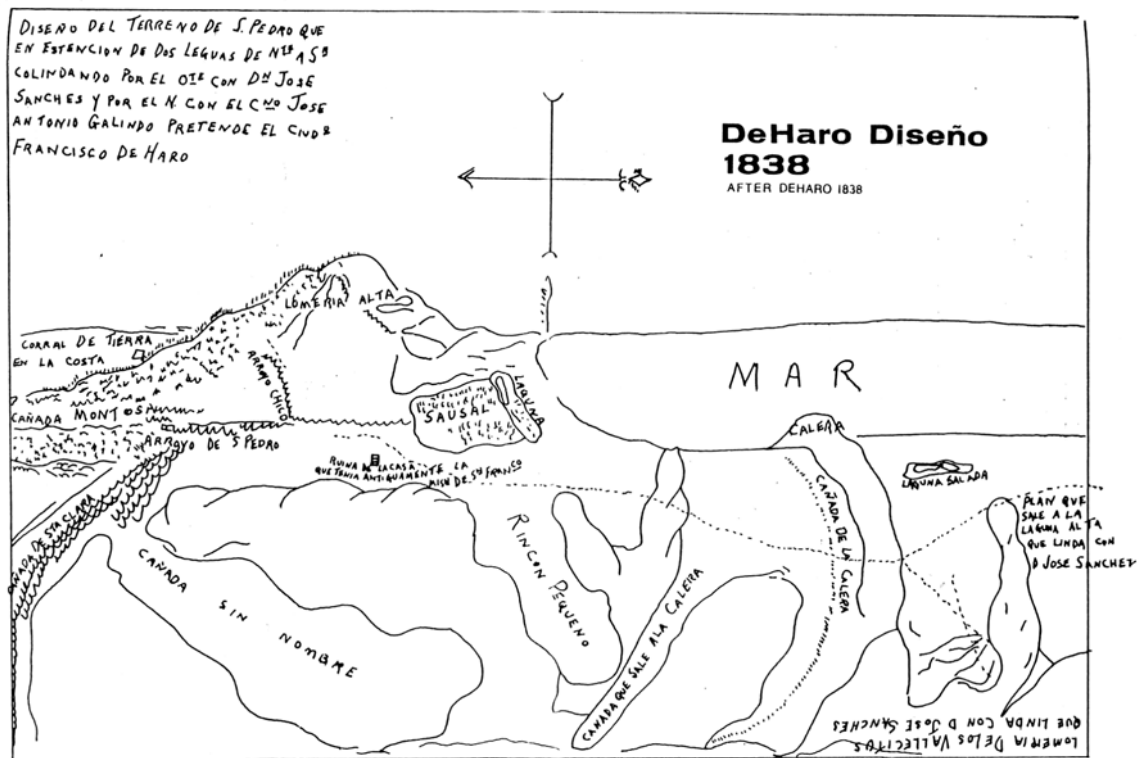 DISEÑO DEL TERRENO DE S. PEDRO QUE
EN ESTENCION DE DOS LEGUAS DE NTE A SR
COLINDANDO POR EL OTE CON DN JOSE
SANCHES Y POR EL N. CON EL CNO JOSE
ANTONIO GALINDO PRETENDE EL CIUDO
FRANCISCO DE HARO
DeHaro Diseño
1838
AFTER DEHARO 1838
LOMERIA ALTA
CORRAL DE TIERRA
EN LA COSTA
ARROYO CHICO
MAR
LAGUNA
SAUSAL
CAÑADA MONTOSA
ARROYO DE S PEDRO
CALERA
RUINA DE LA CASA
QUE TENIA ANTIGUAMENTE LA
MISN DE SN FRANCO
LAGUNA SALADA
CAÑADA DE STA CLARA
CAÑADA SIN NOMBRE
RINCON PEQUENO
CANADA QUE SALE ALA CALERA
CAÑADA DE LA CALERA
PLAN QUE
SALE A LA
LAGUNA ALTA
QUE LINDA CON
D JOSE SANCHEZ
LOMERIA DE LOS VALLECITOS
QUE LINDA CON D JOSE SANCHES